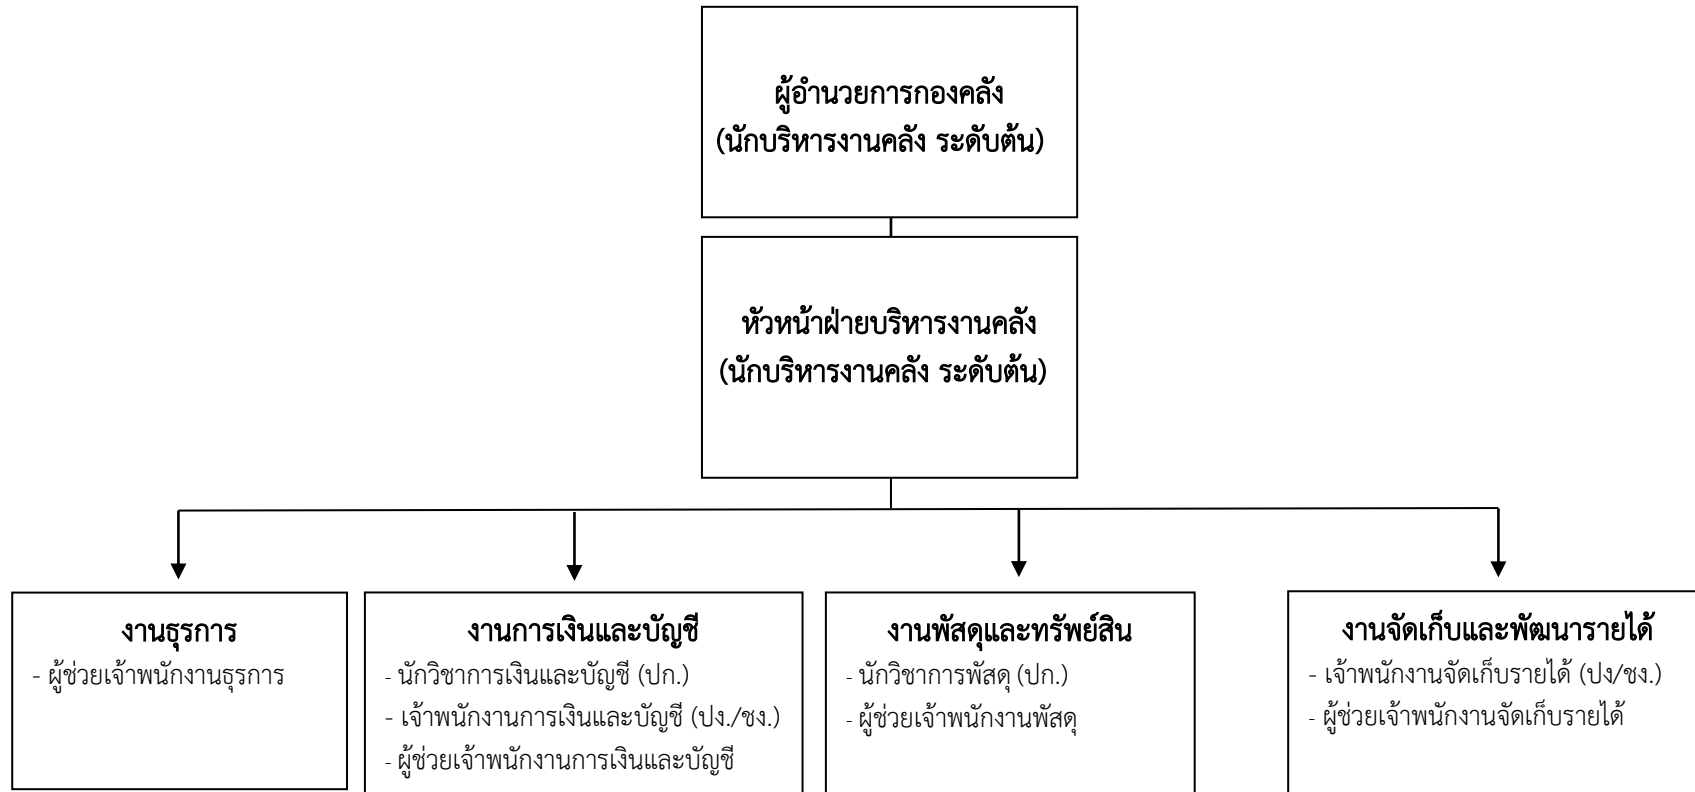 ผู้อำนวยการกองคลัง
(นักบริหารงานคลัง ระดับต้น)
หัวหน้าฝ่ายบริหารงานคลัง
(นักบริหารงานคลัง ระดับต้น)
งานธุรการ
- ผู้ช่วยเจ้าพนักงานธุรการ
งานการเงินและบัญชี
- นักวิชาการเงินและบัญชี (ปก.)
- เจ้าพนักงานการเงินและบัญชี (ปง./ชง.)
- ผู้ช่วยเจ้าพนักงานการเงินและบัญชี
งานพัสดุและทรัพย์สิน
- นักวิชาการพัสดุ (ปก.)
- ผู้ช่วยเจ้าพนักงานพัสดุ
งานจัดเก็บและพัฒนารายได้
- เจ้าพนักงานจัดเก็บรายได้ (ปง/ชง.)
- ผู้ช่วยเจ้าพนักงานจัดเก็บรายได้